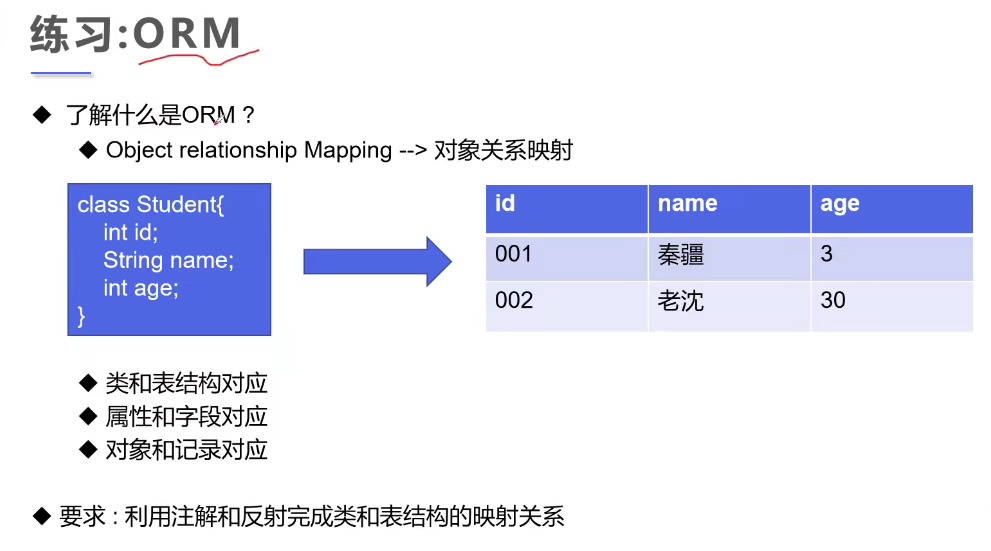 练习:ORM
◆ 了解什么是ORM？
◆ Object relationship Mapping --> 对象关系映射
class Student{
int id;
String name;
int age;
}
id name age
001 秦疆 3
002 老沈 30
◆ 类和表结构对应
◆ 属性和字段对应
◆ 对象和记录对应
◆ 要求 : 利用注解和反射完成类和表结构的映射关系